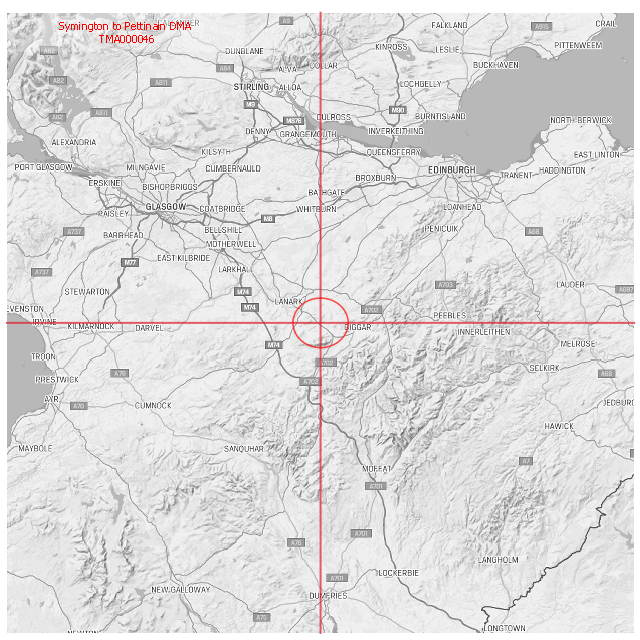 Symington to Pettinain DMA
TMA000046
A9
FALKLAND
A915
CRAIL
DUNBLANE
KINROSS
LESLIE
PITTENWEEM
A82
A84
ALVA
DOLLAR
BUCKHAVEN
A811
STIRLING
ALLOA
LOCHGELLY
M9
M90
A82
A811
M876
CULROSS
BURNTISLAND
NORTH BERWICK
DENNY
GRANGEMOUTH
INVERKEITHING
ALEXANDRIA
KILSYTH
QUEENSFERRY
EAST LINTON
PORT GLASGOW
MILNGAVIE
CUMBERNAULD
EDINBURGH
HADDINGTON
TRANENT
ERSKINE
BISHOPBRIGGS
BROXBURN
BATHGATE
GLASGOW
COATBRIDGE
WHITBURN
LOANHEAD
PAISLEY
M8
A737
BELLSHILL
PENICUIK
A68
BARRHEAD
MOTHERWELL
M77
EAST KILBRIDE
A737
LARKHALL
A703
LAUDER
STEWARTON
M74
A697
LANARK
EVENSTON
M74
A702
PEEBLES
IRVINE
KILMARNOCK
DARVEL
BIGGAR
INNERLEITHEN
M74
MELROSE
TROON
A702
SELKIRK
PRESTWICK
A76
A702
A68
AYR
A70
CUMNOCK
JEDBURG
HAWICK
MAYBOLE
SANQUHAR
A7
MOFFAT
A701
A701
A76
LANGHOLM
LOCKERBIE
A701
NEW GALLOWAY
DUMFRIES
A75
LONGTOWN
NEWTON